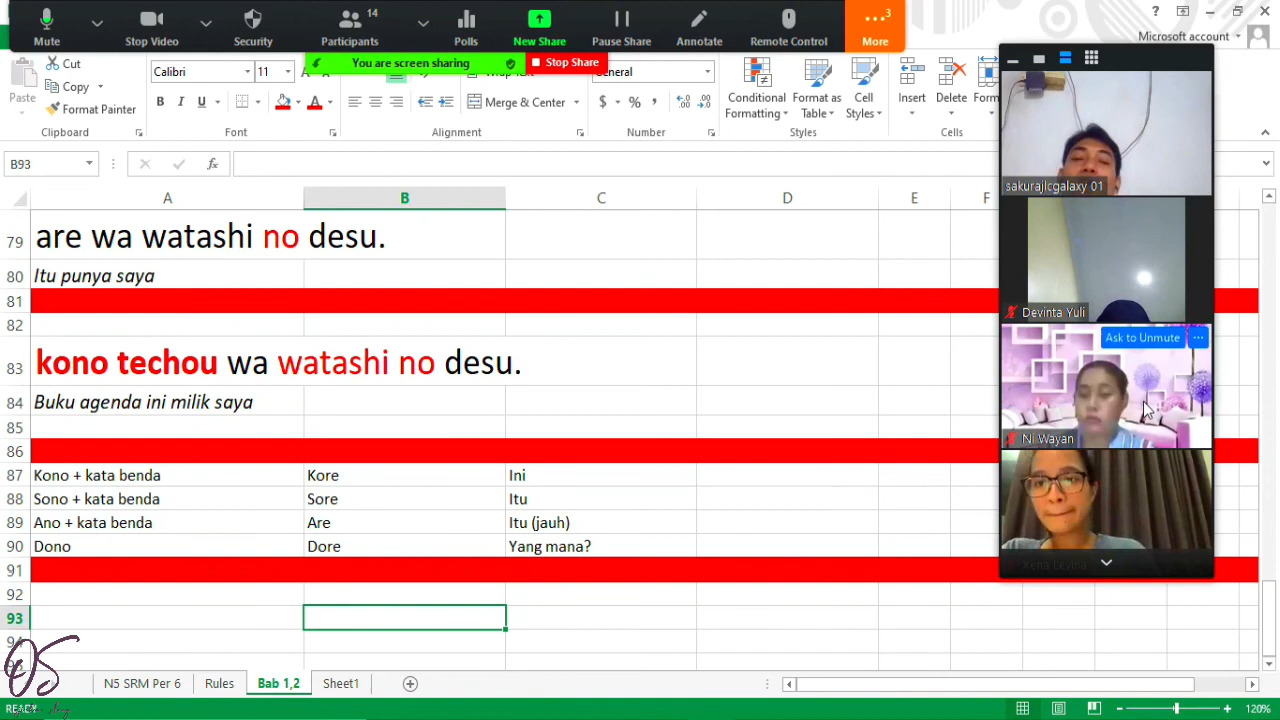 14
3
Mute
Stop Video
Security
Participants
Polls
New Share
Pause Share
Annotate
Remote Control
More
You are screen sharing
Stop Share
Microsoft account
Cut
Copy
Format Painter
Paste
Calibri
11
B I U
Merge & Center
General
$ % ,
Conditional Formatting
Format as Table
Cell Styles
Insert
Delete
Clipboard
Font
Alignment
Number
Styles
Cells
B93
fx
A B C D E F
79 are wa watashi no desu.
80 Itu punya saya
81
82
83 kono techou wa watashi no desu.
84 Buku agenda ini milik saya
85
86
87 Kono + kata benda Kore Ini
88 Sono + kata benda Sore Itu
89 Ano + kata benda Are Itu (jauh)
90 Dono Dore Yang mana?
91
92
93
94
sakurajlcgalaxy 01
Devinta Yuli
Ask to Unmute
Ni Wayan
Xena Levina
N5 SRM Per 6
Rules
Bab 1,2
Sheet1
READY
120%